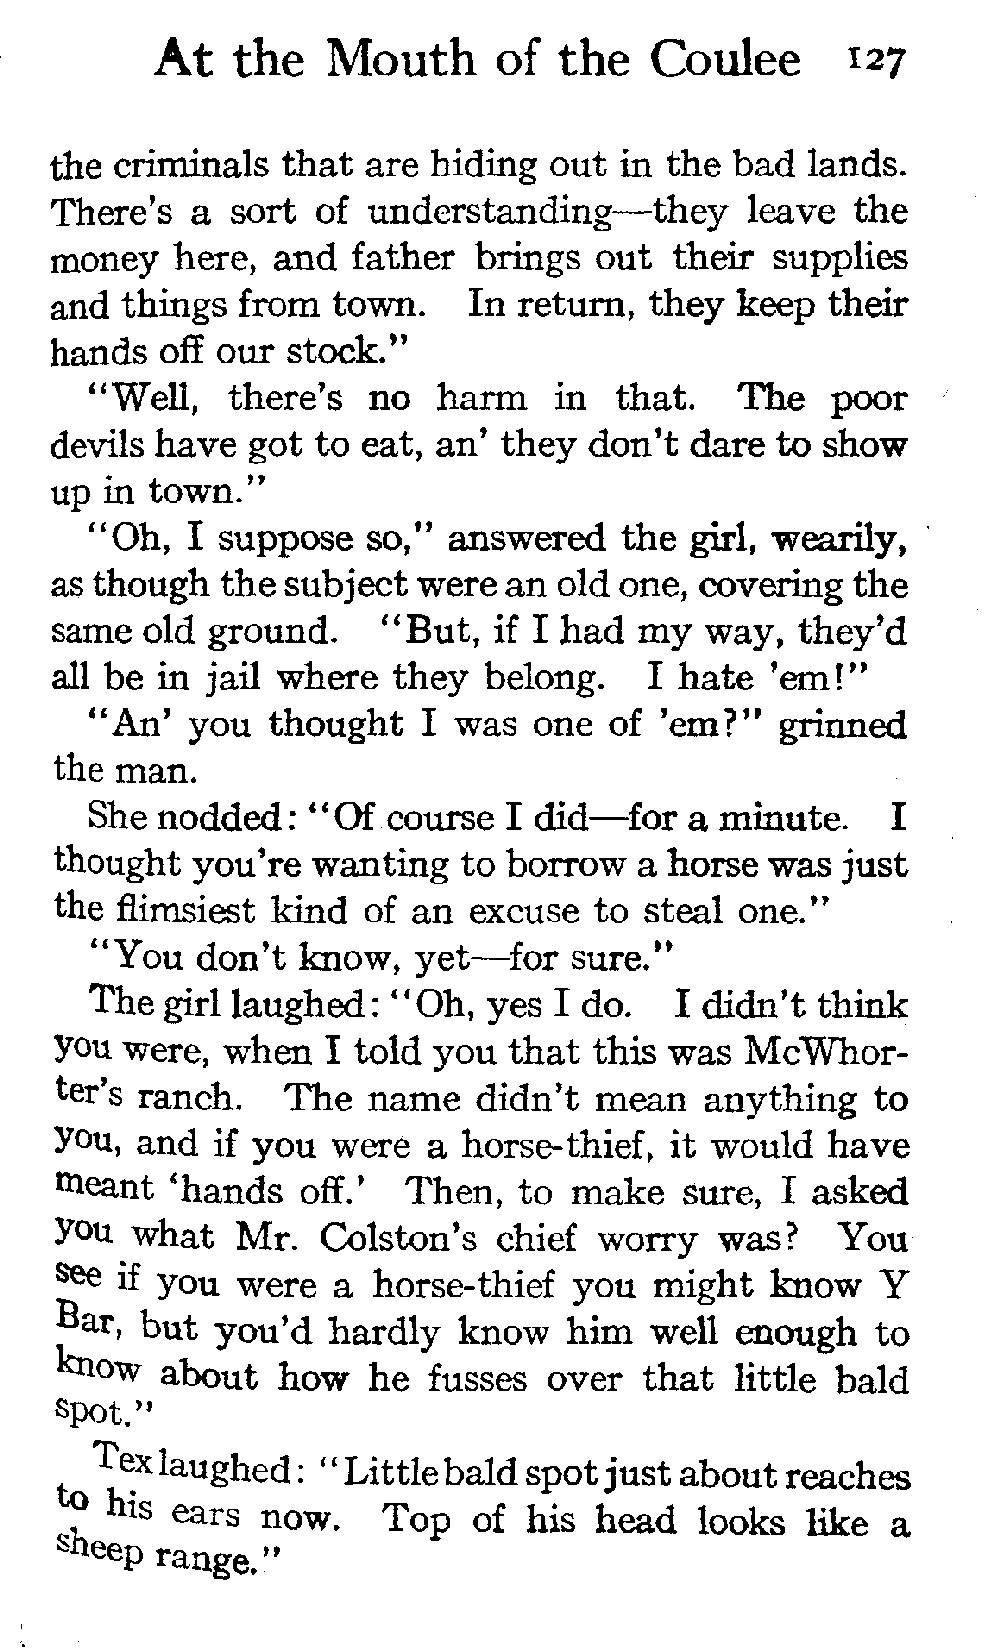 At the Mouth of the Coulee 127
the criminals that are hiding out in the bad lands.
There's a sort of understanding—they leave the
money here, and father brings out their supplies
and things from town. In return, they keep their
hands off our stock."
"Well, there's no harm in that. The poor
devils have got to eat, an' they don't dare to show
up in town."
"Oh, I suppose so," answered the girl, wearily,
as though the subject were an old one, covering the
same old ground. "But, if I had my way, they'd
all be in jail where they belong. I hate 'em!"
"An' you thought I was one of 'em?" grinned
the man.
She nodded: "Of course I did—for a minute. I
thought you're wanting to borrow a horse was just
the flimsiest kind of an excuse to steal one."
"You don't know, yet—for sure."
The girl laughed: "Oh, yes I do. I didn't think
you were, when I told you that this was McWhor-
ter's ranch. The name didn't mean anything to
you, and if you were a horse-thief, it would have
meant 'hands off.' Then, to make sure, I asked
you what Mr. Colston's chief worry was? You
see if you were a horse-thief you might know Y
Bar, but you'd hardly know him well enough to
know about how he fusses over that little bald
spot."
Tex laughed: "Little bald spot just about reaches
to his ears now. Top of his head looks like a
sheep range."